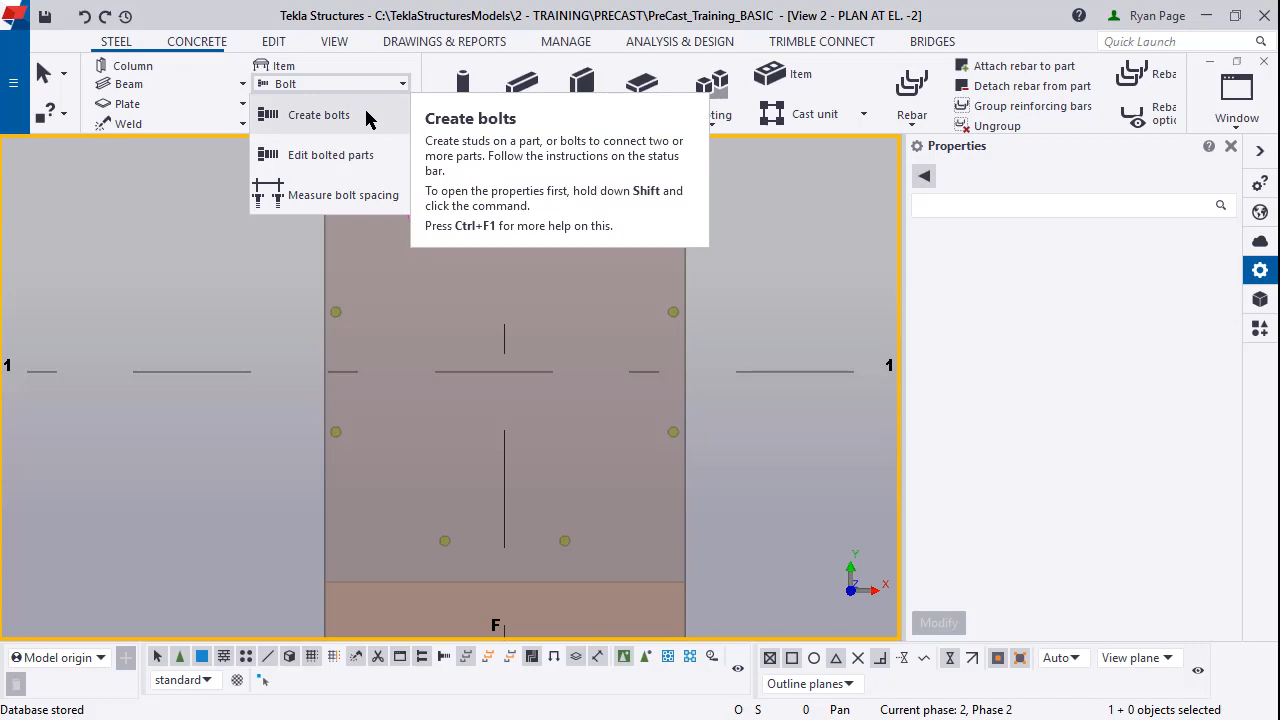 Tekla Structures - C:\TeklaStructuresModels\2 - TRAINING\PRECAST\PreCast_Training_BASIC - [View 2 - PLAN AT EL. -2]
Ryan Page
STEEL CONCRETE EDIT VIEW DRAWINGS & REPORTS MANAGE ANALYSIS & DESIGN TRIMBLE CONNECT BRIDGES
Quick Launch
Column
Beam
Plate
Weld
Item
Bolt
Create bolts
Edit bolted parts
Measure bolt spacing
Create bolts
Create studs on a part, or bolts to connect two or
more parts. Follow the instructions on the status
bar.
To open the properties first, hold down Shift and
click the command.
Press Ctrl+F1 for more help on this.
ting
Item
Cast unit
Rebar
Attach rebar to part
Detach rebar from part
Group reinforcing bars
Ungroup
Reba
Reba
optic
Window
Properties
Modify
1
1
F
Y
X
Z
Model origin
standard
Auto
View plane
Outline planes
Database stored
O S 0 Pan Current phase: 2, Phase 2 1 + 0 objects selected